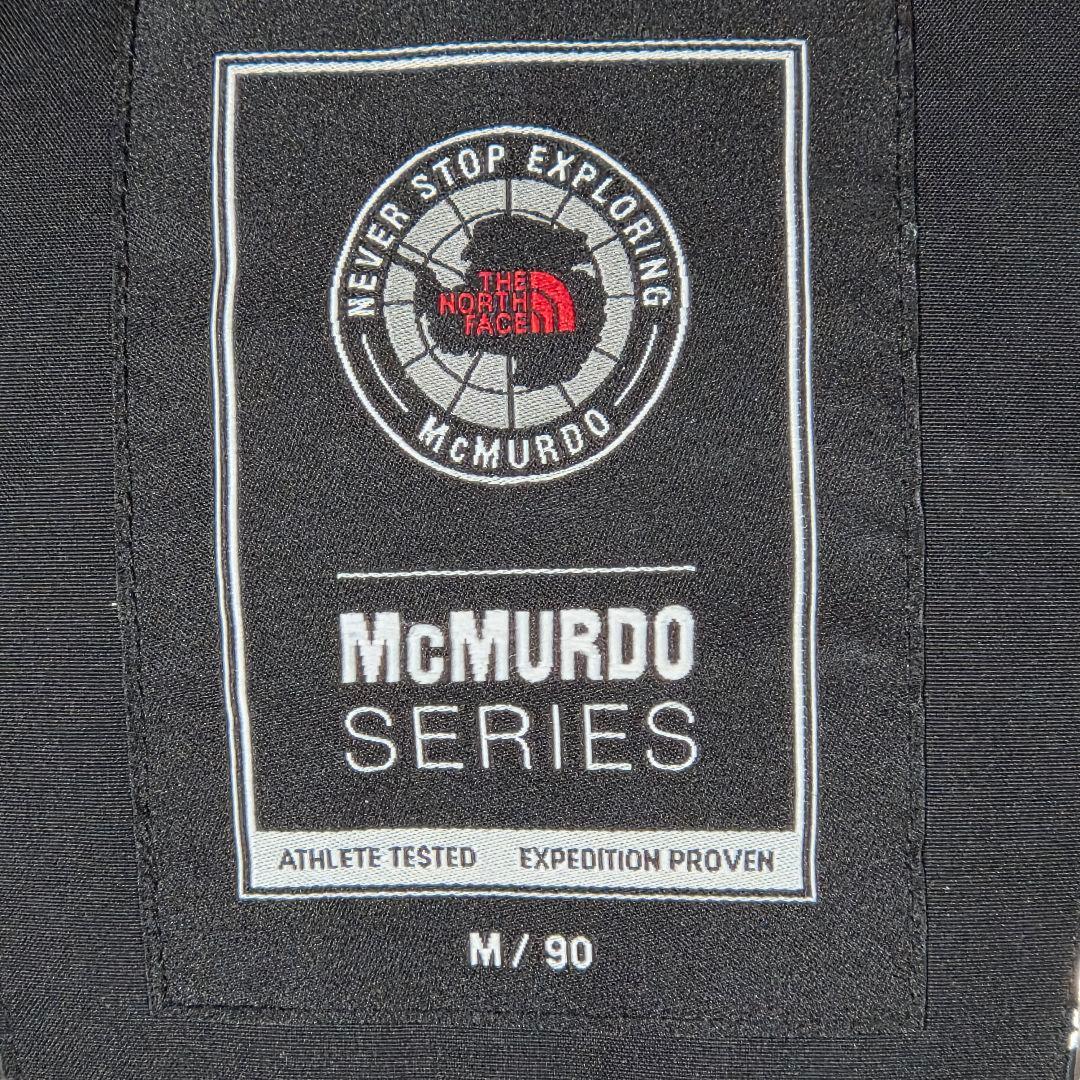 NEVER STOP EXPLORING
THE
NORTH
FACE
McMURDO
McMURDO
SERIES
ATHLETE TESTED EXPEDITION PROVEN
M / 90